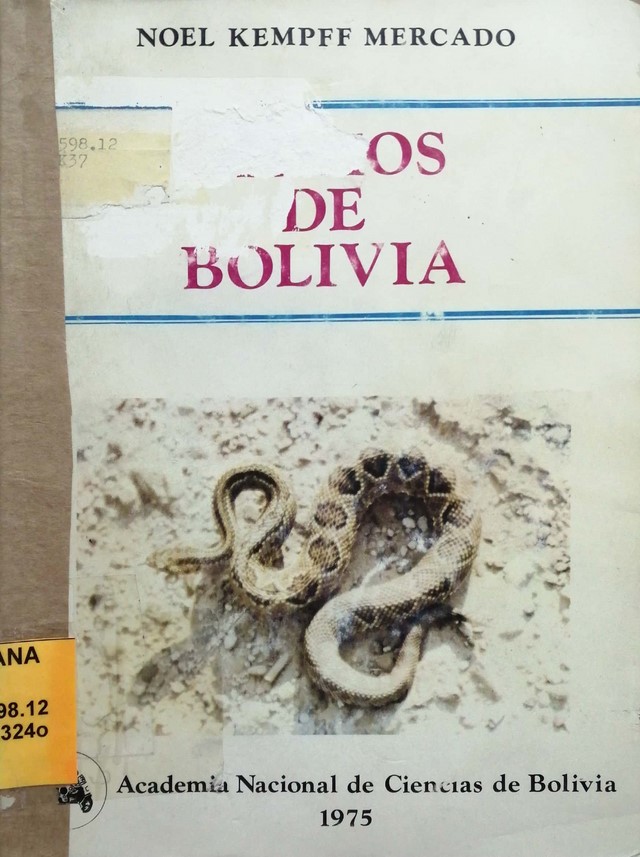 NOEL KEMPFF MERCADO
598.12
K37
DE
BOLIVIA
ANA
98.12
324o
Academia Nacional de Ciencias de Bolivia
1975